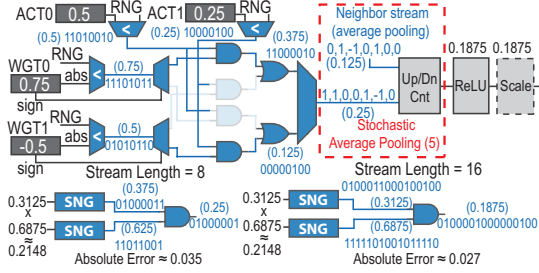 ACT0 0.5 RNG
ACT1 0.25 RNG
< <
(0.5) 11010010
(0.25) 10000100
(0.375)
11000010
Neighbor stream
(average pooling)
0,1,-1,0,1,0,0
(0.125)
0.1875 0.1875
WGT0 RNG
0.75 abs <
sign
(0.75)
11101011
Up/Dn
Cnt
ReLU
Scale
1,1,0,0,1,-1,0
(0.25)
WGT1 RNG
-0.5 abs <
sign
(0.5)
01010110
(0.125)
00000100
Stochastic
Average Pooling (5)
Stream Length = 8
Stream Length = 16
0.3125
x
0.6875
≈
0.2148
SNG
SNG
(0.375)
01000011
(0.625)
11011001
(0.25)
01000001
Absolute Error ≈ 0.035
0.3125
x
0.6875
≈
0.2148
SNG
SNG
0100011000100100
(0.3125)
(0.6875)
1111101001011110
(0.1875)
0100001000000100
Absolute Error ≈ 0.027